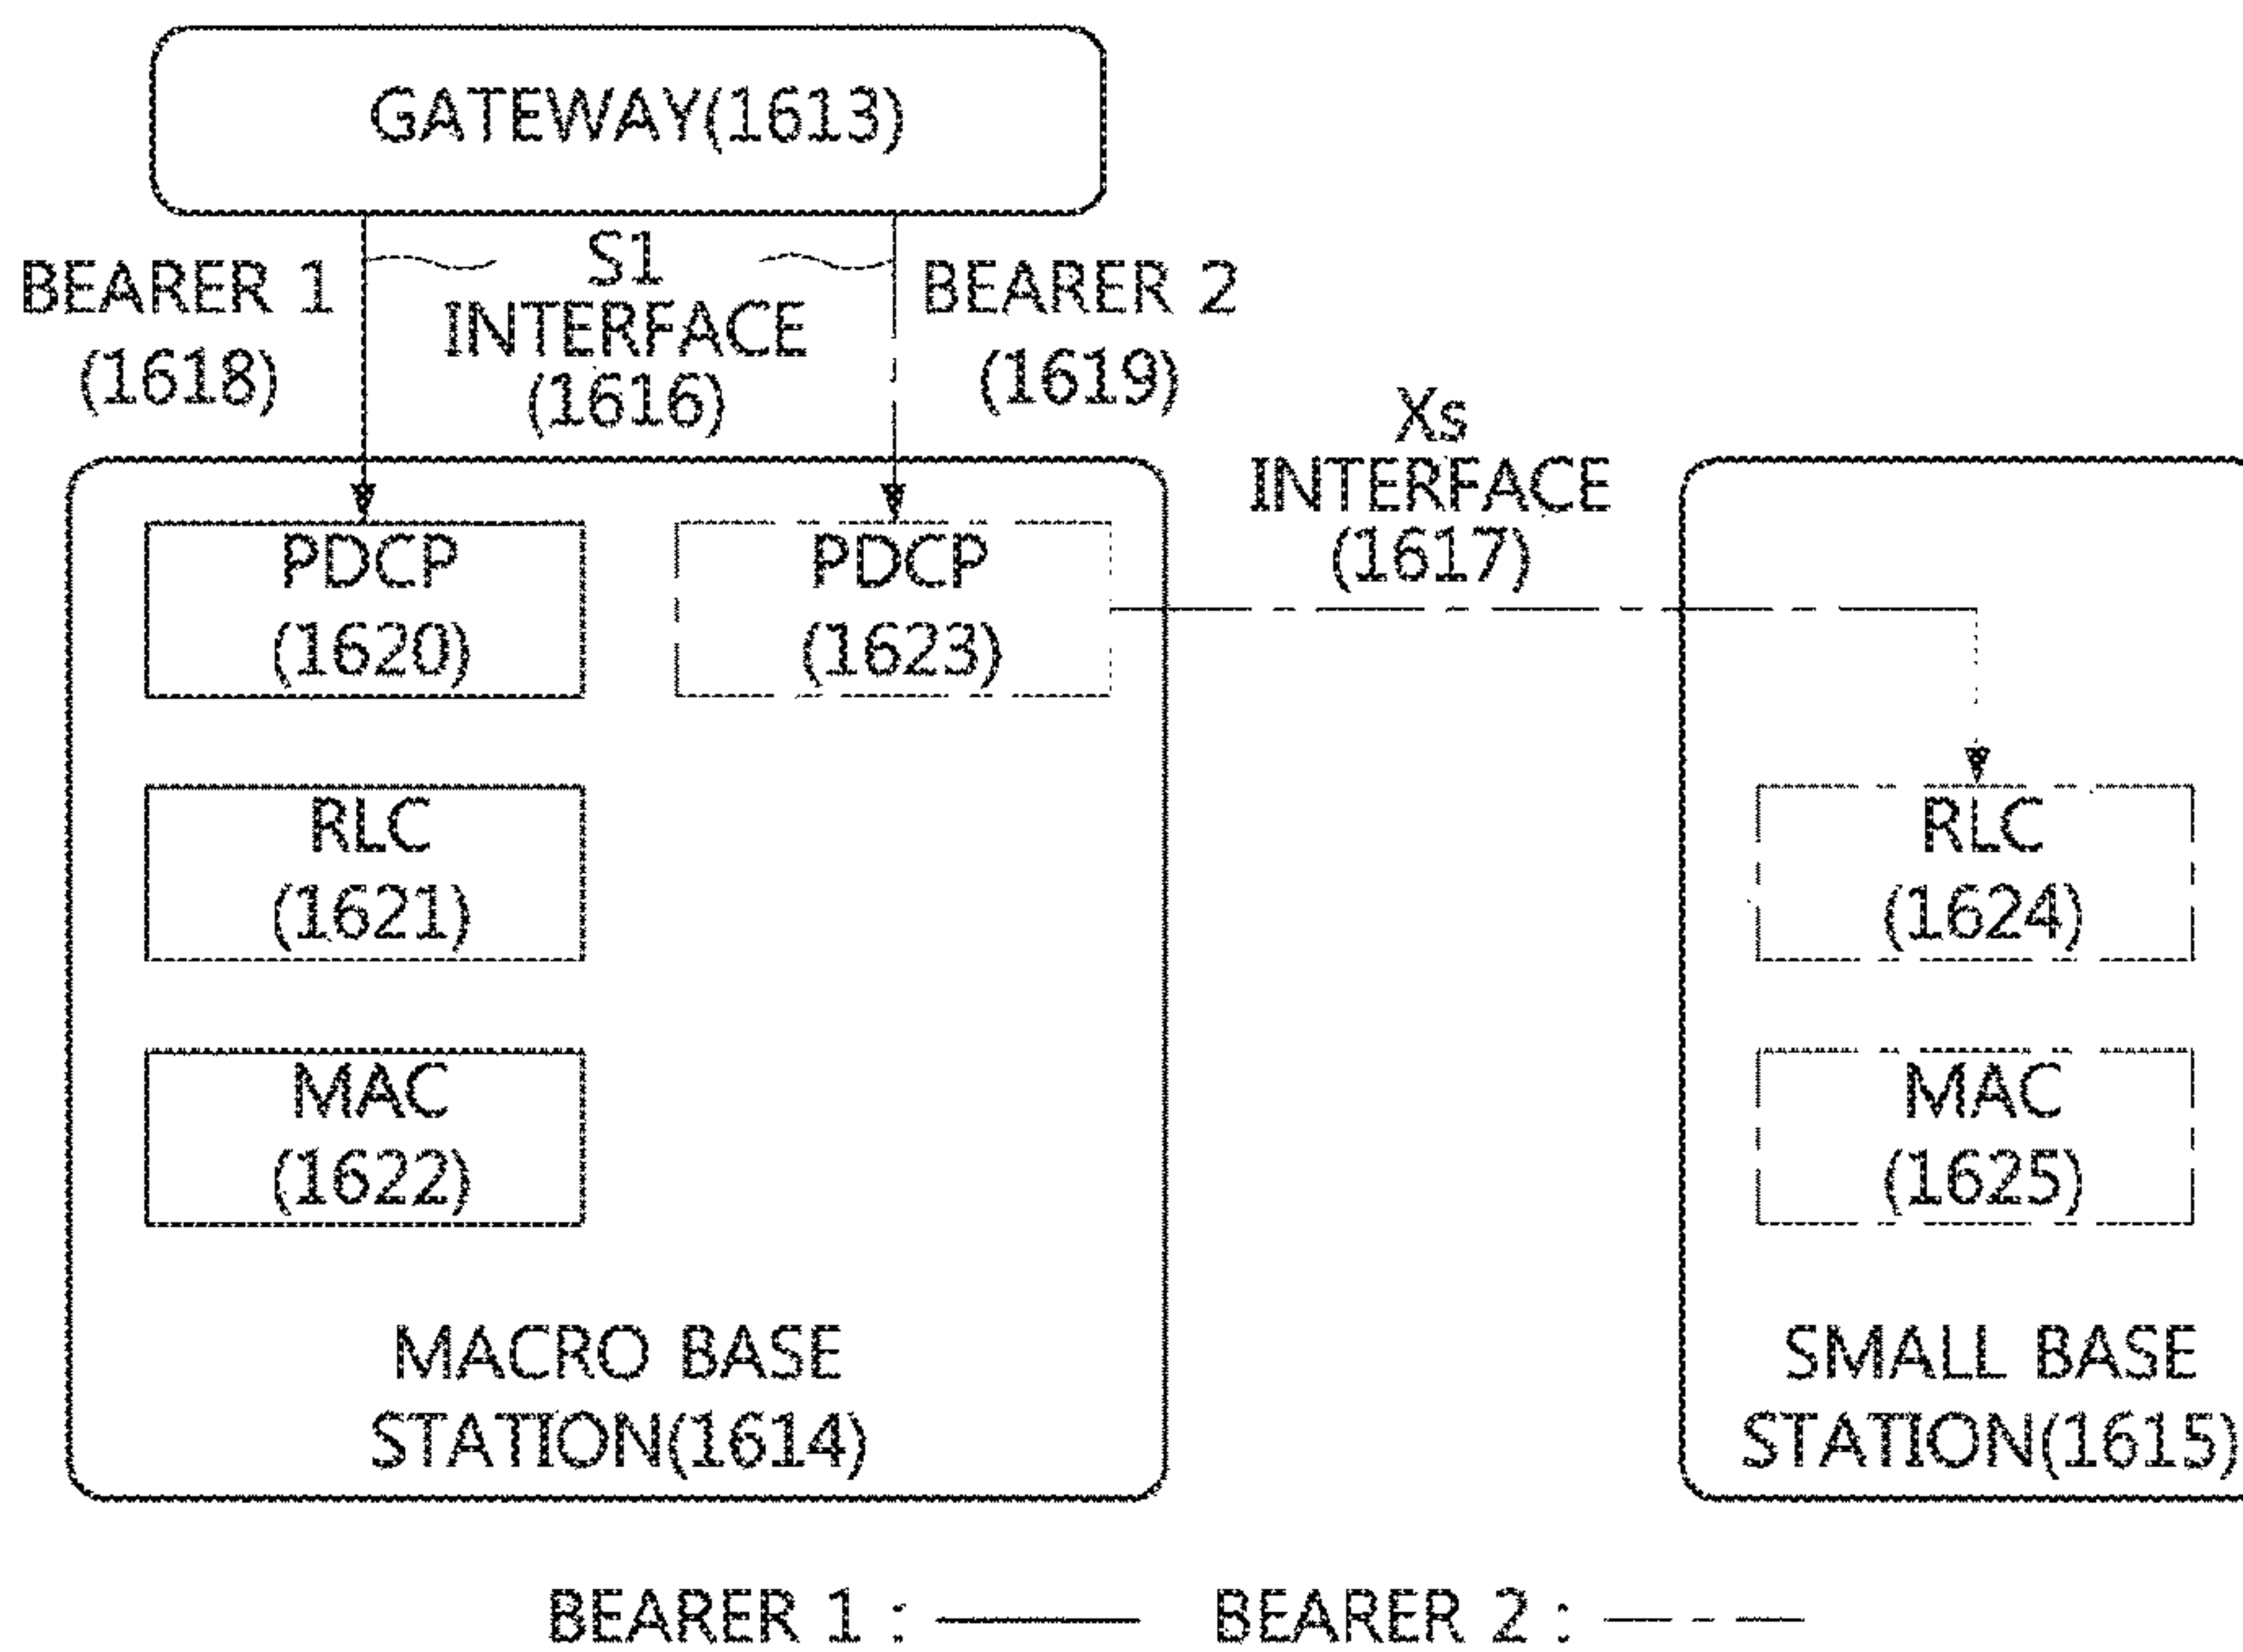 GATEWAY(1613)
BEARER 1
(1618)
S1
INTERFACE
(1616)
BEARER 2
(1619)
Xs
INTERFACE
(1617)
PDCP
(1620)
PDCP
(1623)
RLC
(1621)
RLC
(1624)
MAC
(1622)
MAC
(1625)
MACRO BASE
STATION(1614)
SMALL BASE
STATION(1615)
BEARER 1 :
BEARER 2 :